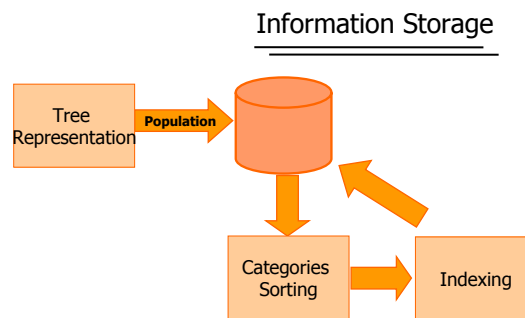 Information Storage
Tree
Representation
Population
Categories
Sorting
Indexing